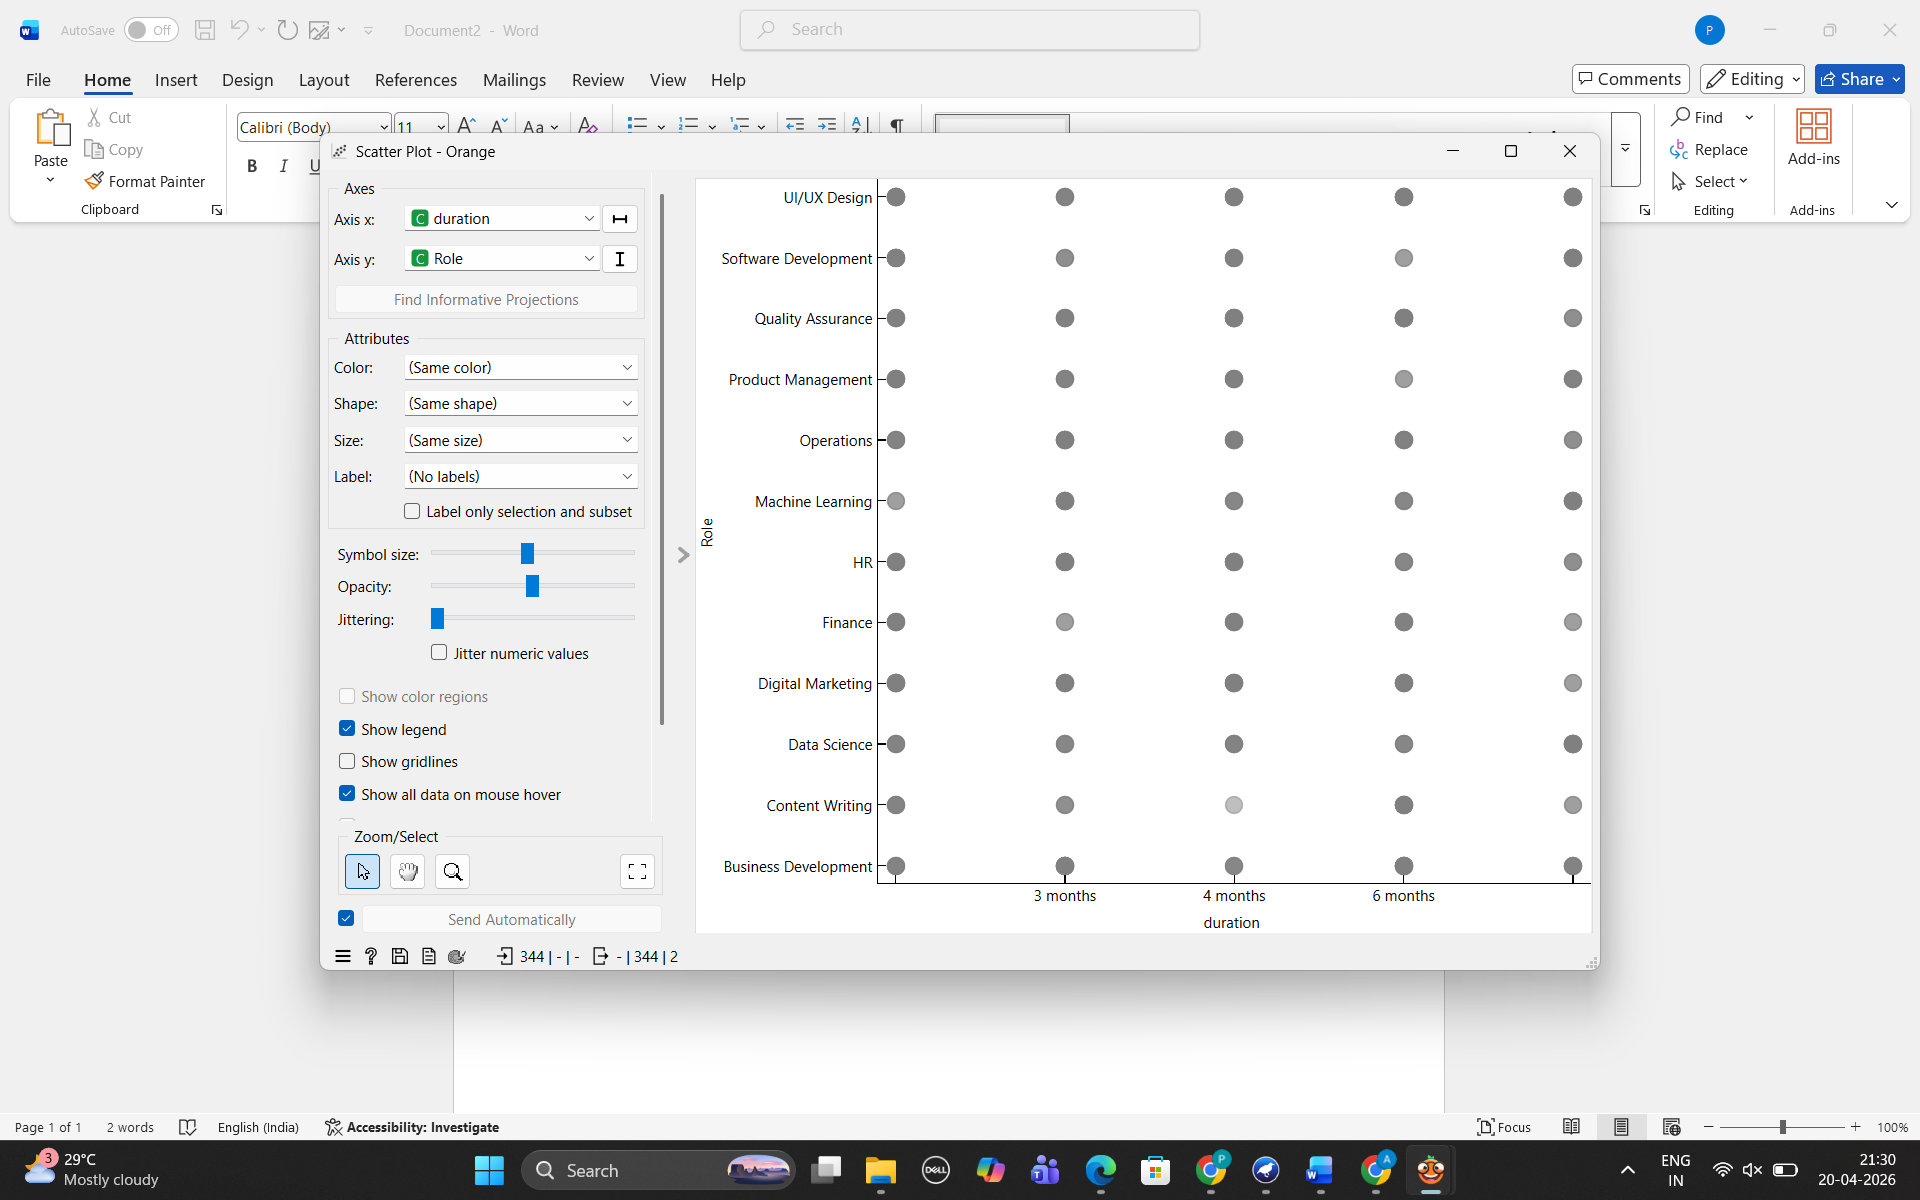 AutoSave Off Document2 - Word Search P
File Home Insert Design Layout References Mailings Review View Help Comments Editing Share
Paste Cut Copy Format Painter
Clipboard
Calibri (Body) 11
B I U
Find Replace Select
Editing
Add-ins
Add-ins
Scatter Plot - Orange
Axes
Axis x: C duration
Axis y: C Role
Find Informative Projections
Attributes
Color: (Same color)
Shape: (Same shape)
Size: (Same size)
Label: (No labels)
Label only selection and subset
Symbol size:
Opacity:
Jittering:
Jitter numeric values
Show color regions
Show legend
Show gridlines
Show all data on mouse hover
Zoom/Select
Send Automatically
344 | - | - - | 344 | 2
Role
UI/UX Design
Software Development
Quality Assurance
Product Management
Operations
Machine Learning
HR
Finance
Digital Marketing
Data Science
Content Writing
Business Development
3 months 4 months 6 months
duration
Page 1 of 1 2 words English (India) Accessibility: Investigate Focus 100%
3 29°C
Mostly cloudy
Search
DELL
P
A
ENG
IN
21:30
20-04-2026